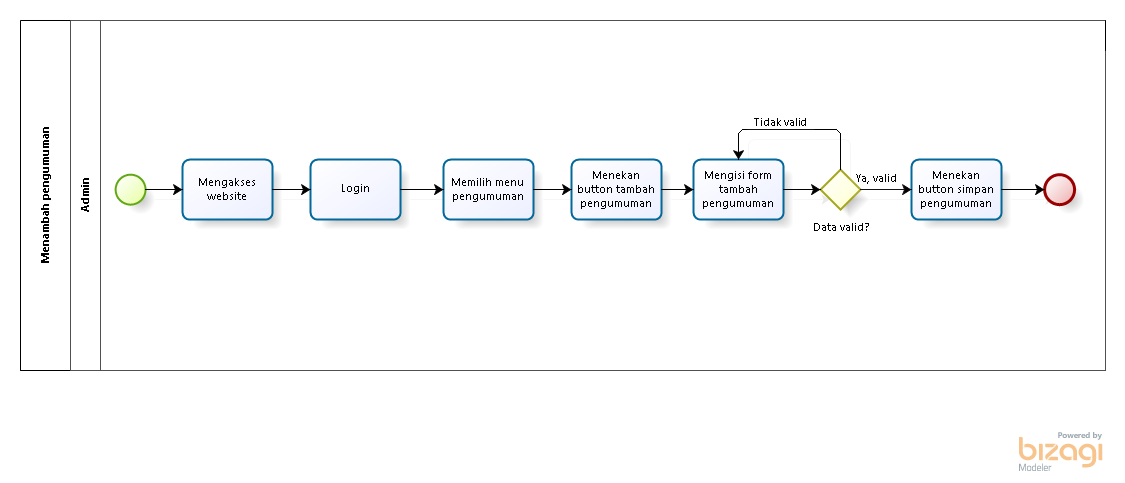 Menambah pengumuman
Admin
Mengakses
website
Login
Memilih menu
pengumuman
Menekan
button tambah
pengumuman
Mengisi form
tambah
pengumuman
Tidak valid
Data valid?
Ya, valid
Menekan
button simpan
pengumuman
Powered by
bizagi
Modeler